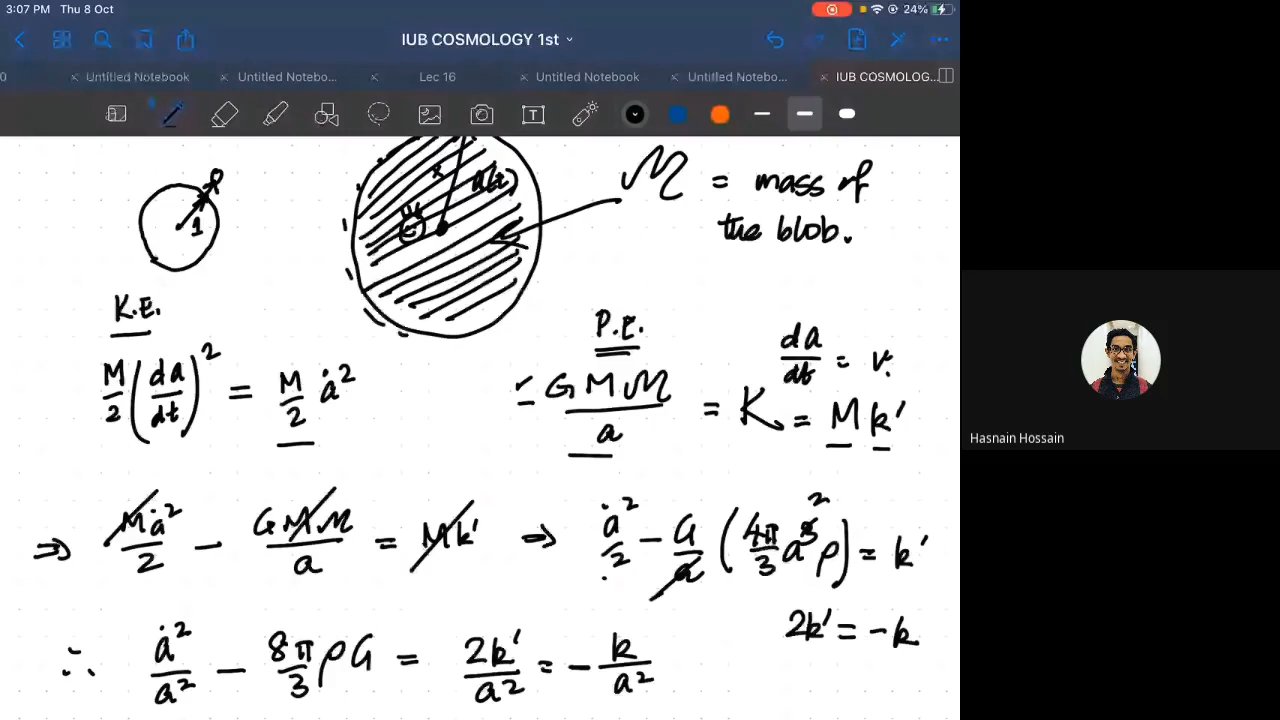 3:07 PM Thu 8 Oct 24%
IUB COSMOLOGY 1st
0 Untitled Notebook Untitled Notebo... Lec 16 Untitled Notebook Untitled Notebo... IUB COSMOLOG...
T
1
x a(t)
ℳ = mass of
the blob.
K.E.
M/2 (da/dt)² = M/2 ȧ²
P.E.
- GMℳ/a = K = Mk'
da/dt = v.
⇒ Mȧ²/2 - GMℳ/a = Mk' ⇒ ȧ²/2 - G/a (4π/3 a³ ² ρ) = k'
2k' = -k
∴ ȧ²/a² - 8π/3 ρG = 2k'/a² = - k/a²
Hasnain Hossain